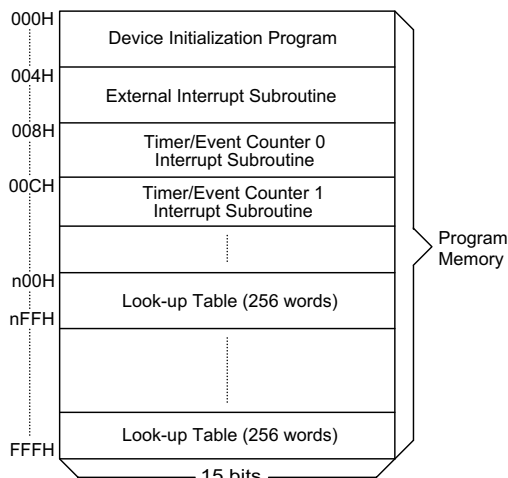 000H
Device Initialization Program
004H
External Interrupt Subroutine
008H
Timer/Event Counter 0
Interrupt Subroutine
00CH
Timer/Event Counter 1
Interrupt Subroutine
Program
Memory
n00H
Look-up Table (256 words)
nFFH
Look-up Table (256 words)
FFFH
15 bits